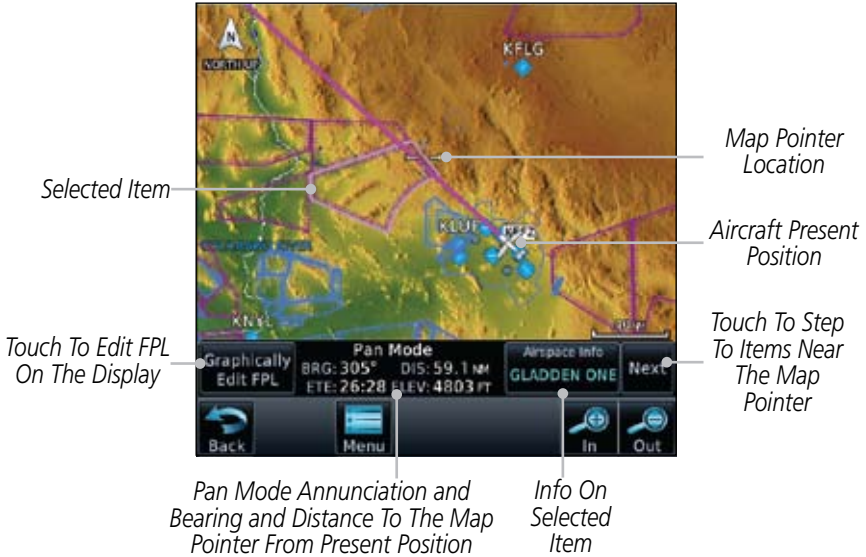 N
NORTH UP
KFLG
Map Pointer
Location
Selected Item
KLUF
Aircraft Present
Position
KNYL
Touch To Edit FPL
On The Display
Graphically
Edit FPL
Pan Mode
BRG: 305° DIS: 59.1 NM
ETE: 26:28 ELEV: 4803 FT
Airspace Info
GLADDEN ONE
Next
Touch To Step
To Items Near
The Map
Pointer
Back
Menu
In
Out
Pan Mode Annunciation and
Bearing and Distance To The Map
Pointer From Present Position
Info On
Selected
Item